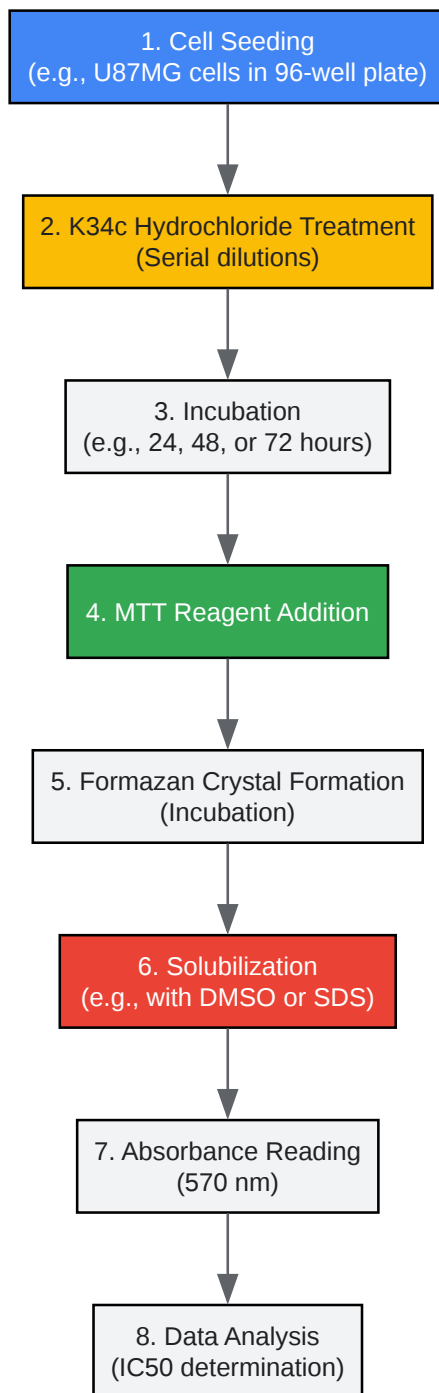 1. Cell Seeding
(e.g., U87MG cells in 96-well plate)
2. K34c Hydrochloride Treatment
(Serial dilutions)
3. Incubation
(e.g., 24, 48, or 72 hours)
4. MTT Reagent Addition
5. Formazan Crystal Formation
(Incubation)
6. Solubilization
(e.g., with DMSO or SDS)
7. Absorbance Reading
(570 nm)
8. Data Analysis
(IC50 determination)